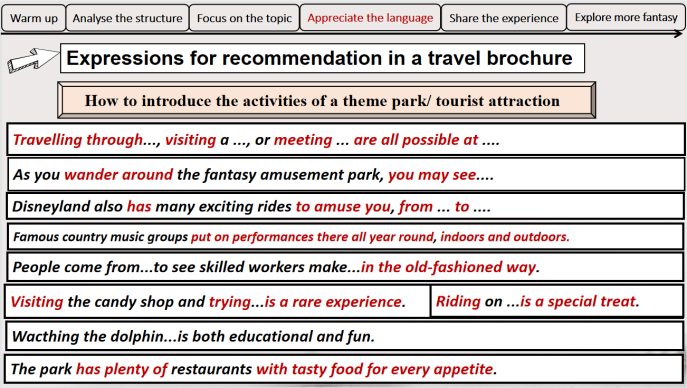 Warm up
Analyse the structure
Focus on the topic
Appreciate the language
Share the experience
Explore more fantasy
Expressions for recommendation in a travel brochure
How to introduce the activities of a theme park/ tourist attraction
Travelling through..., visiting a ..., or meeting ... are all possible at ....
As you wander around the fantasy amusement park, you may see....
Disneyland also has many exciting rides to amuse you, from ... to ....
Famous country music groups put on performances there all year round, indoors and outdoors.
People come from...to see skilled workers make...in the old-fashioned way.
Visiting the candy shop and trying...is a rare experience.
Riding on ...is a special treat.
Wacthing the dolphin...is both educational and fun.
The park has plenty of restaurants with tasty food for every appetite.